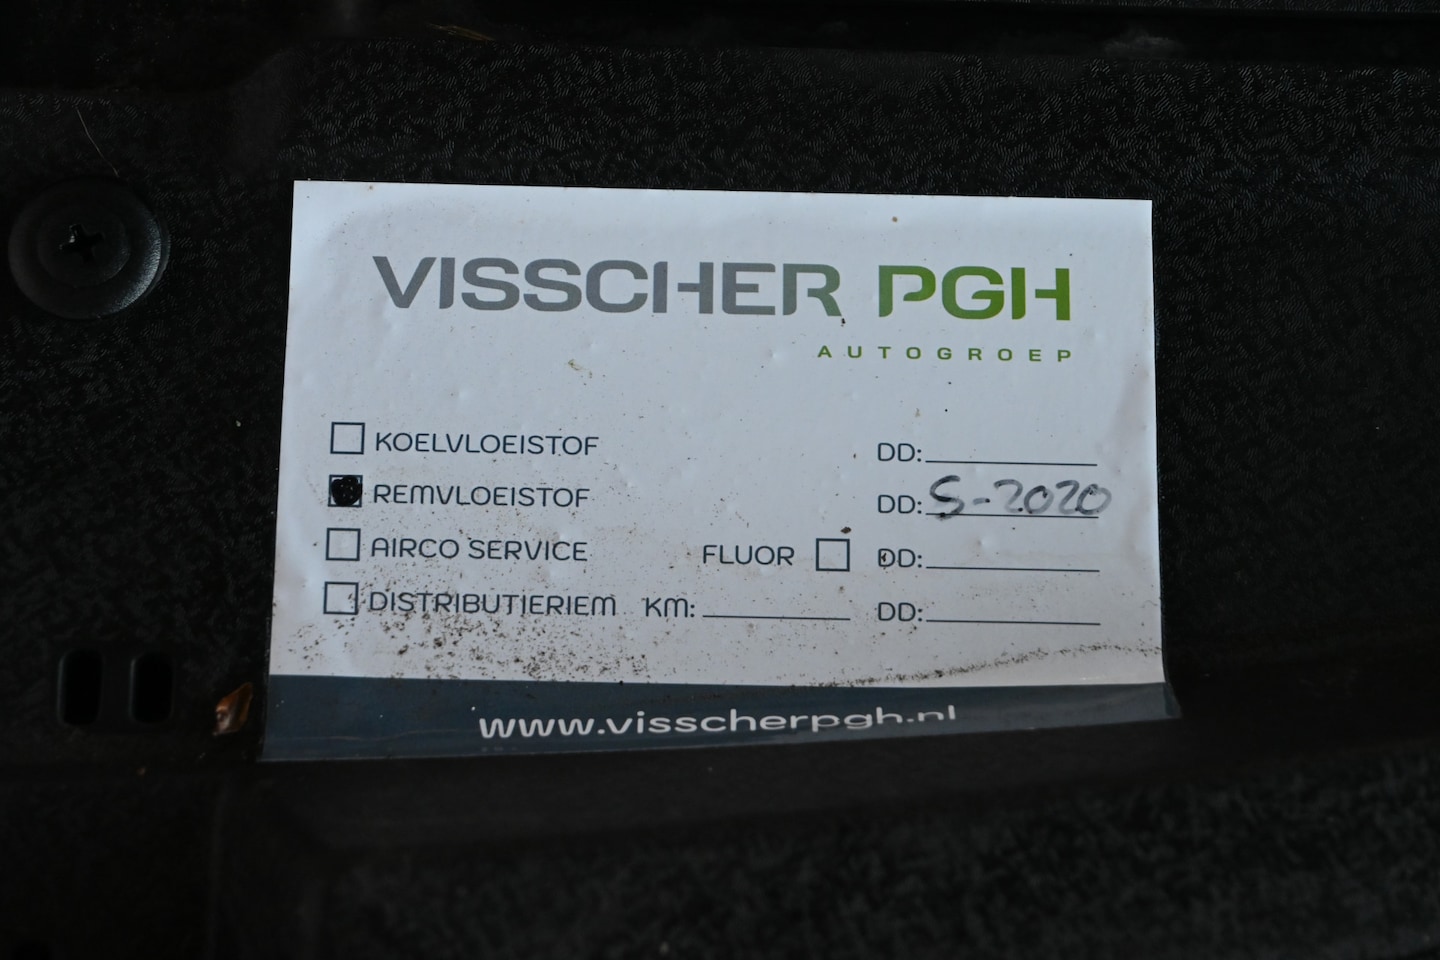 VISSCHER PGH
AUTOGROEP
KOELVLOEISTOF DD:
REMVLOEISTOF DD: 5-2020
AIRCO SERVICE FLUOR DD:
DISTRIBUTIERIEM KM: DD:
www.visscherpgh.nl